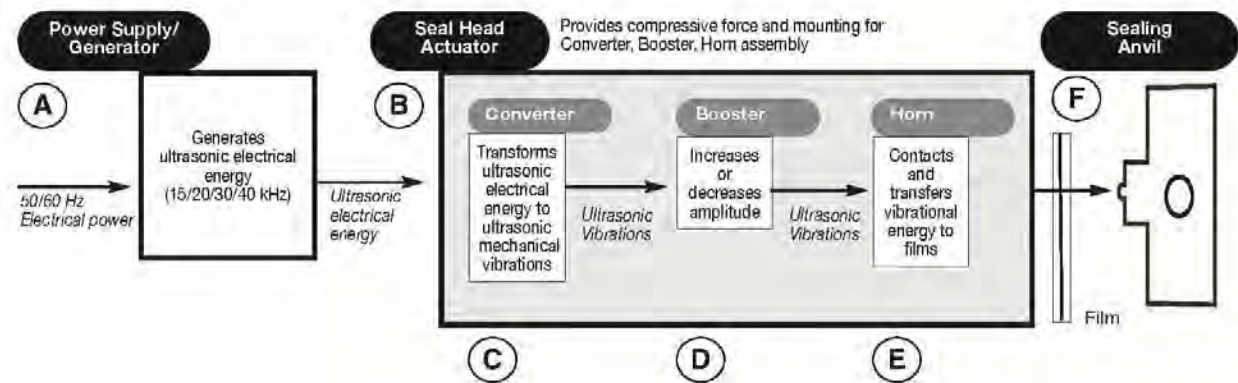 Power Supply/
Generator
A
Generates
ultrasonic electrical
energy
(15/20/30/40 kHz)
50/60 Hz
Electrical power
Ultrasonic
electrical
energy
Seal Head
Actuator
Provides compressive force and mounting for
Converter, Booster, Horn assembly
B
Converter
Transforms
ultrasonic
electrical
energy to
ultrasonic
mechanical
vibrations
C
Ultrasonic
Vibrations
Booster
Increases
or
decreases
amplitude
D
Ultrasonic
Vibrations
Horn
Contacts
and
transfers
vibrational
energy to
films
E
Sealing
Anvil
F
Film